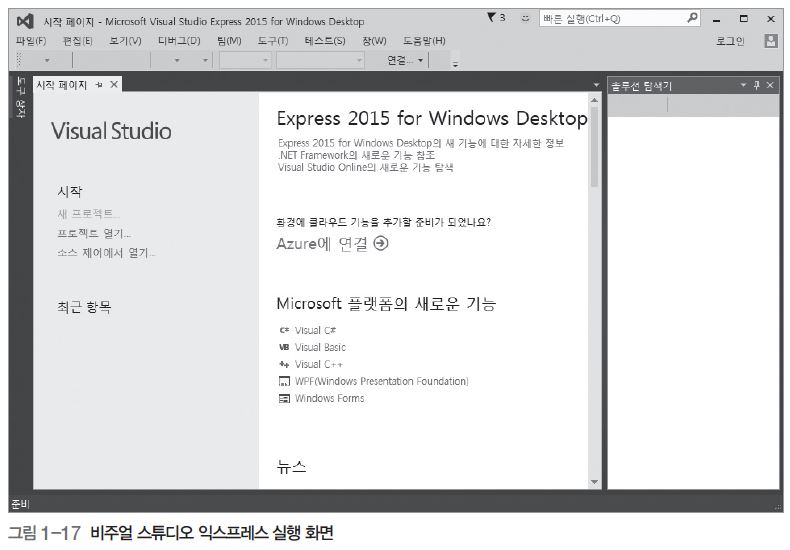 시작 페이지 - Microsoft Visual Studio Express 2015 for Windows Desktop
3
빠른 실행(Ctrl+Q)
파일(F) 편집(E) 보기(V) 디버그(D) 팀(M) 도구(T) 테스트(S) 창(W) 도움말(H)
로그인
연결...
도구 상자
시작 페이지
Visual Studio
시작
새 프로젝트...
프로젝트 열기...
소스 제어에서 열기...
최근 항목
Express 2015 for Windows Desktop
Express 2015 for Windows Desktop의 새 기능에 대한 자세한 정보
.NET Framework의 새로운 기능 참조
Visual Studio Online의 새로운 기능 탐색
환경에 클라우드 기능을 추가할 준비가 되었나요?
Azure에 연결
Microsoft 플랫폼의 새로운 기능
C# Visual C#
VB Visual Basic
Visual C++
WPF(Windows Presentation Foundation)
Windows Forms
뉴스
솔루션 탐색기
준비
그림 1-17 비주얼 스튜디오 익스프레스 실행 화면